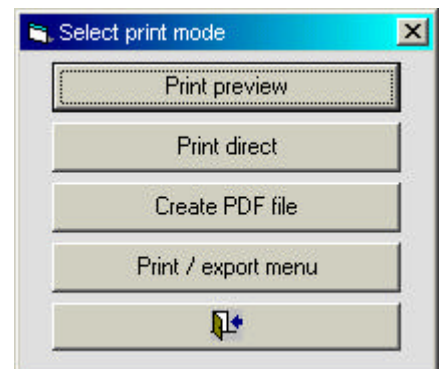 Select print mode
Print preview
Print direct
Create PDF file
Print / export menu